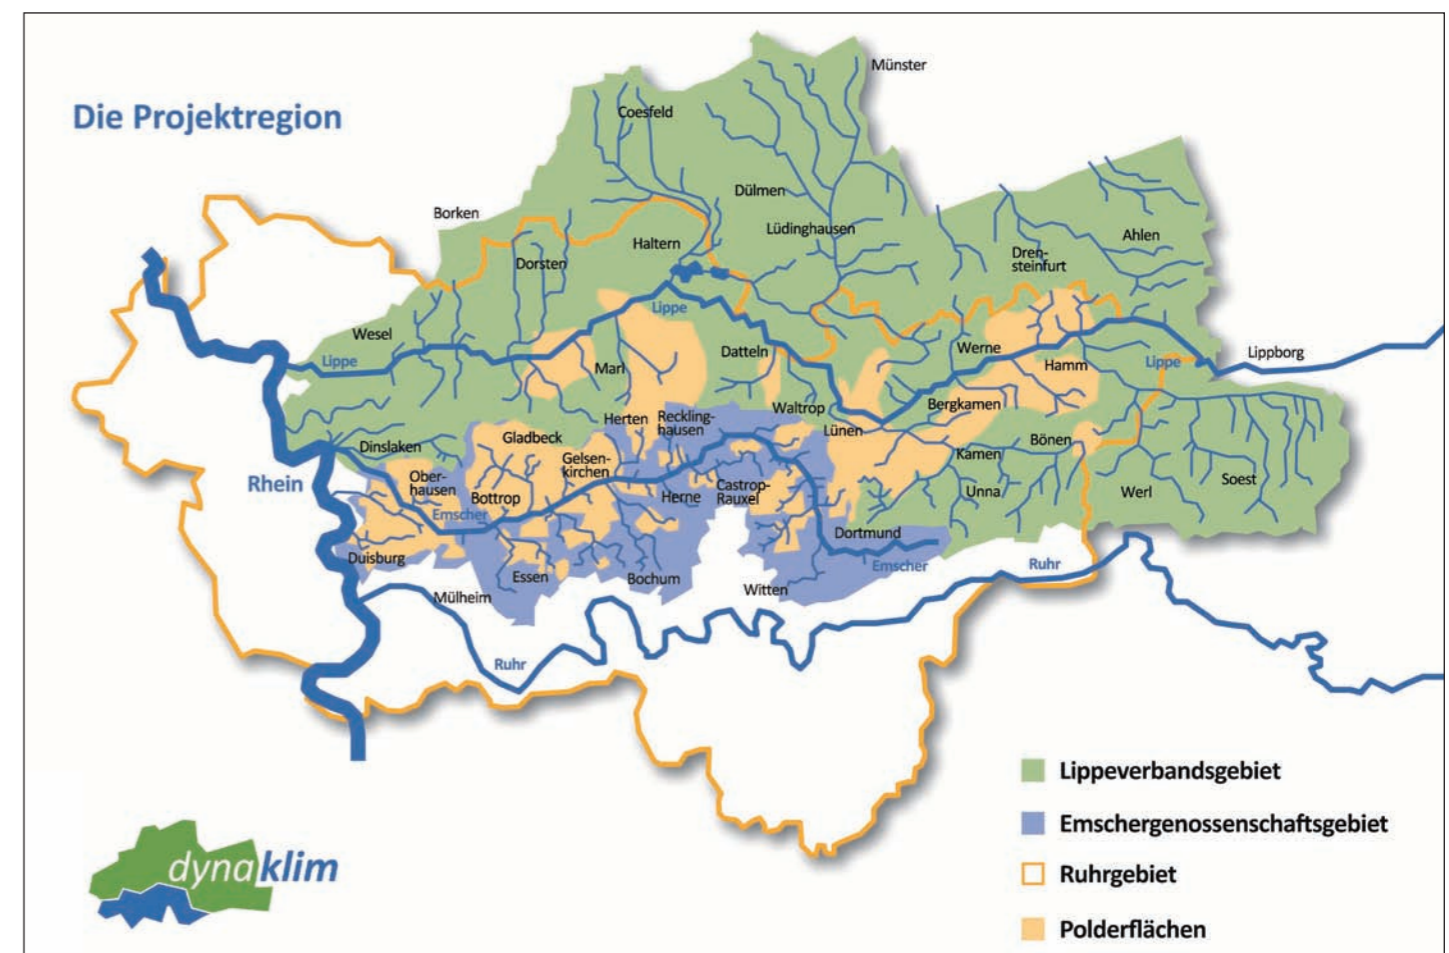 Die Projektregion
Münster
Coesfeld
Dülmen
Borken
Lüdinghausen
Ahlen
Haltern
Dren-
steinfurt
Dorsten
Lippe
Wesel
Lippe
Datteln
Werne
Lippborg
Marl
Hamm
Lippe
Bergkamen
Waltrop
Herten
Reckling-
hausen
Lünen
Gladbeck
Dinslaken
Bönen
Kamen
Gelsen-
kirchen
Rhein
Ober-
hausen
Bottrop
Herne
Castrop-
Rauxel
Unna
Werl
Soest
Emscher
Dortmund
Duisburg
Emscher
Ruhr
Essen
Bochum
Witten
Mülheim
Ruhr
Lippeverbandsgebiet
Emschergenossenschaftsgebiet
Ruhrgebiet
Polderflächen
dynaklim